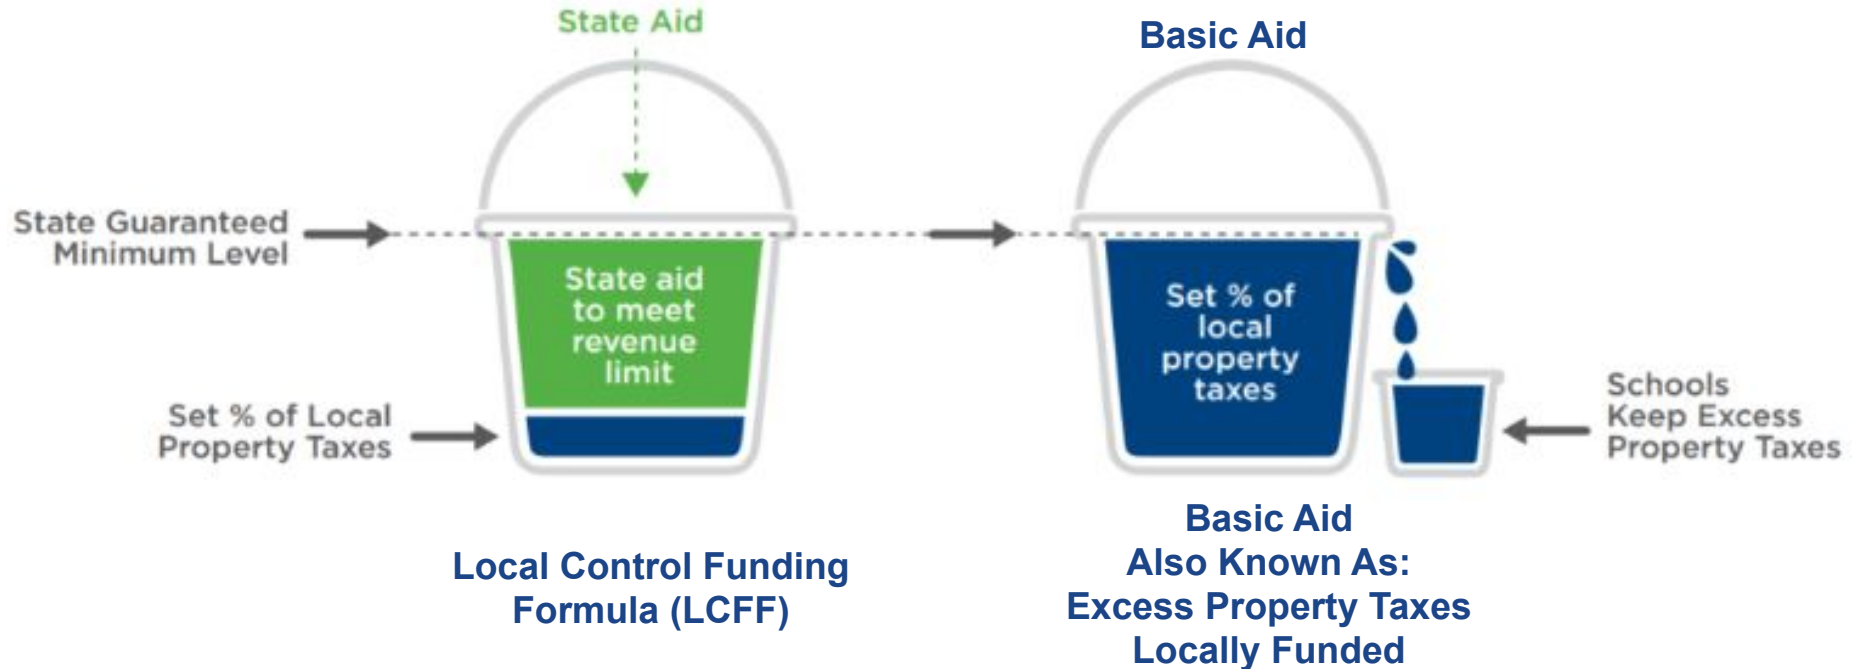 State Aid
Basic Aid
State Guaranteed
Minimum Level
State aid
to meet
revenue
limit
Set % of
local
property
taxes
Set % of Local
Property Taxes
Schools
Keep Excess
Property Taxes
Local Control Funding
Formula (LCFF)
Basic Aid
Also Known As:
Excess Property Taxes
Locally Funded